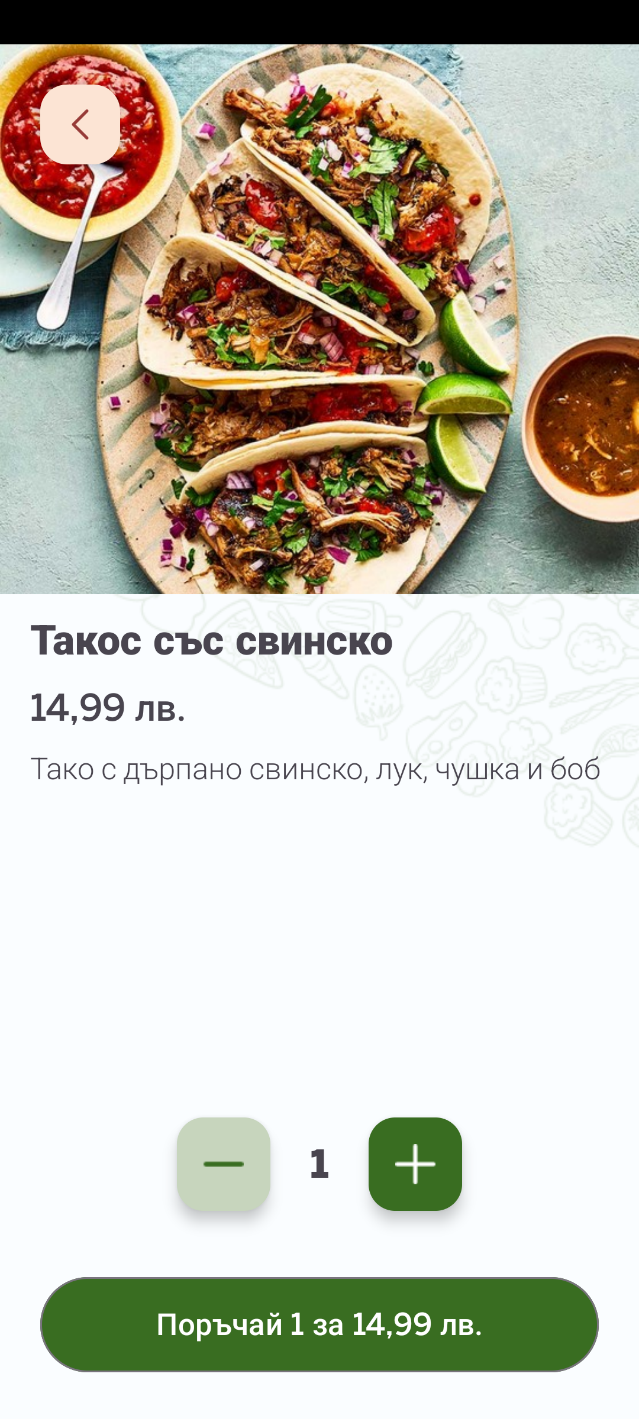 Такос със свинско
14,99 лв.
Тако с дърпано свинско, лук, чушка и боб
1
Поръчай 1 за 14,99 лв.